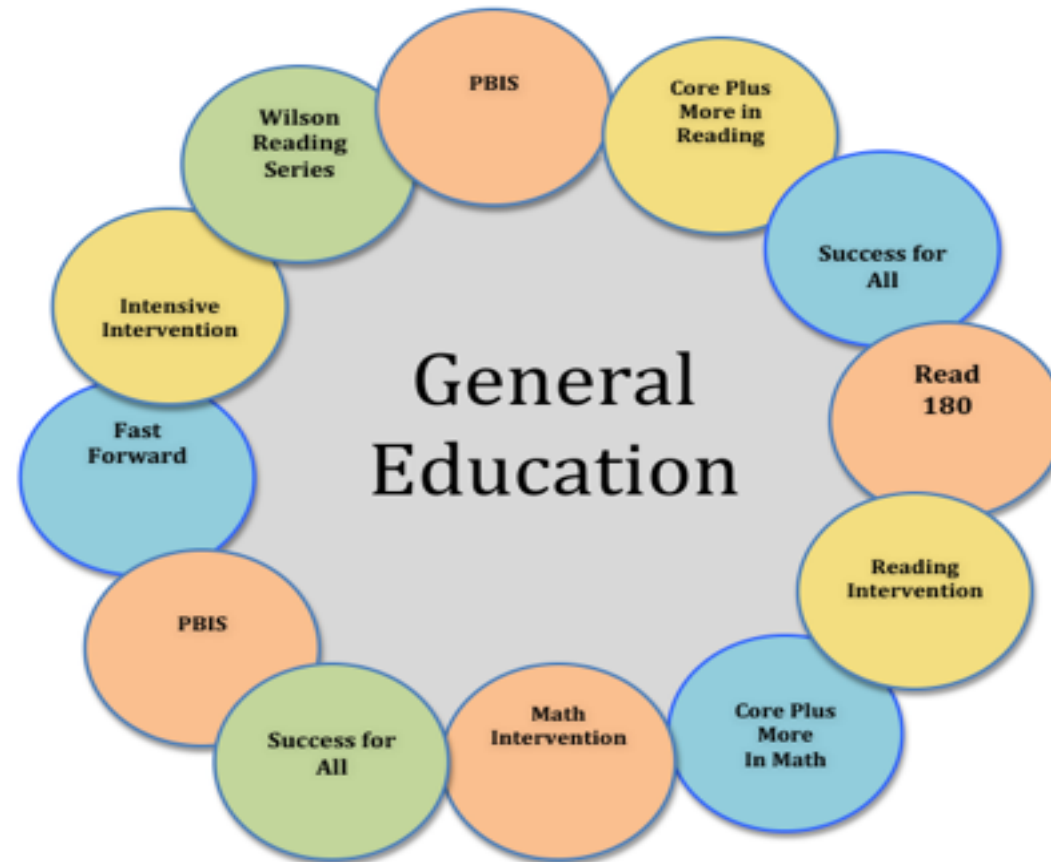 PBIS
Core Plus
More in
Reading
Success for
All
Read
180
Reading
Intervention
Core Plus
More
In Math
Math
Intervention
Success for
All
PBIS
Fast
Forward
Intensive
Intervention
Wilson
Reading
Series
General
Education